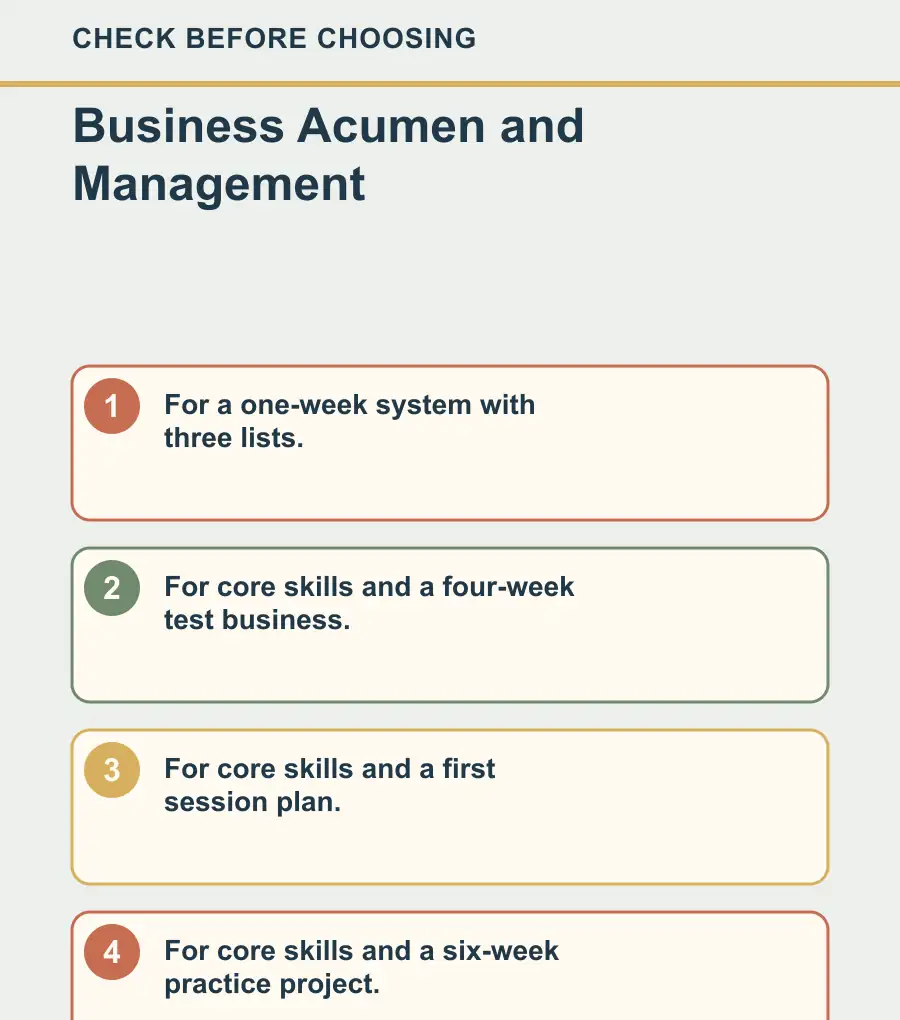 CHECK BEFORE CHOOSING
Business Acumen and
Management
1
For a one-week system with
three lists.
2
For core skills and a four-week
test business.
3
For core skills and a first
session plan.
4
For core skills and a six-week
practice project.